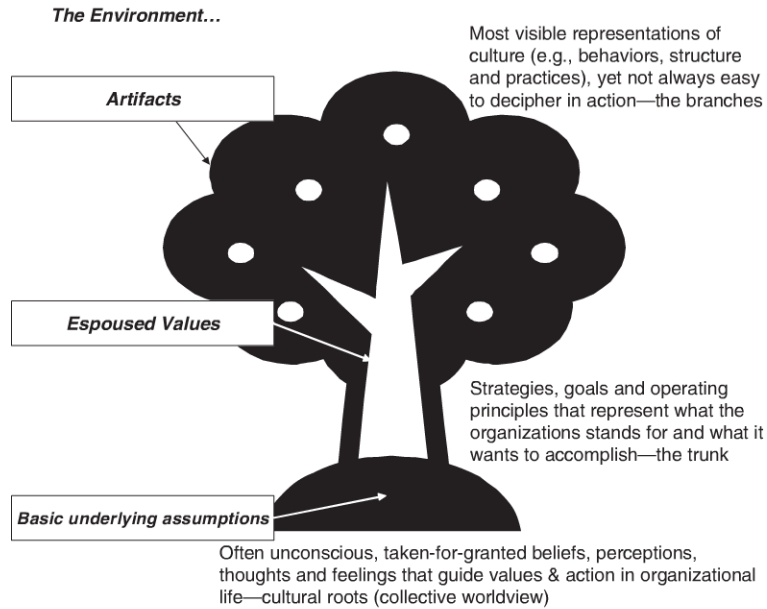 The Environment...
Most visible representations of
culture (e.g., behaviors, structure
and practices), yet not always easy
to decipher in action—the branches
Artifacts
Espoused Values
Strategies, goals and operating
principles that represent what the
organizations stands for and what it
wants to accomplish—the trunk
Basic underlying assumptions
Often unconscious, taken-for-granted beliefs, perceptions,
thoughts and feelings that guide values & action in organizational
life—cultural roots (collective worldview)